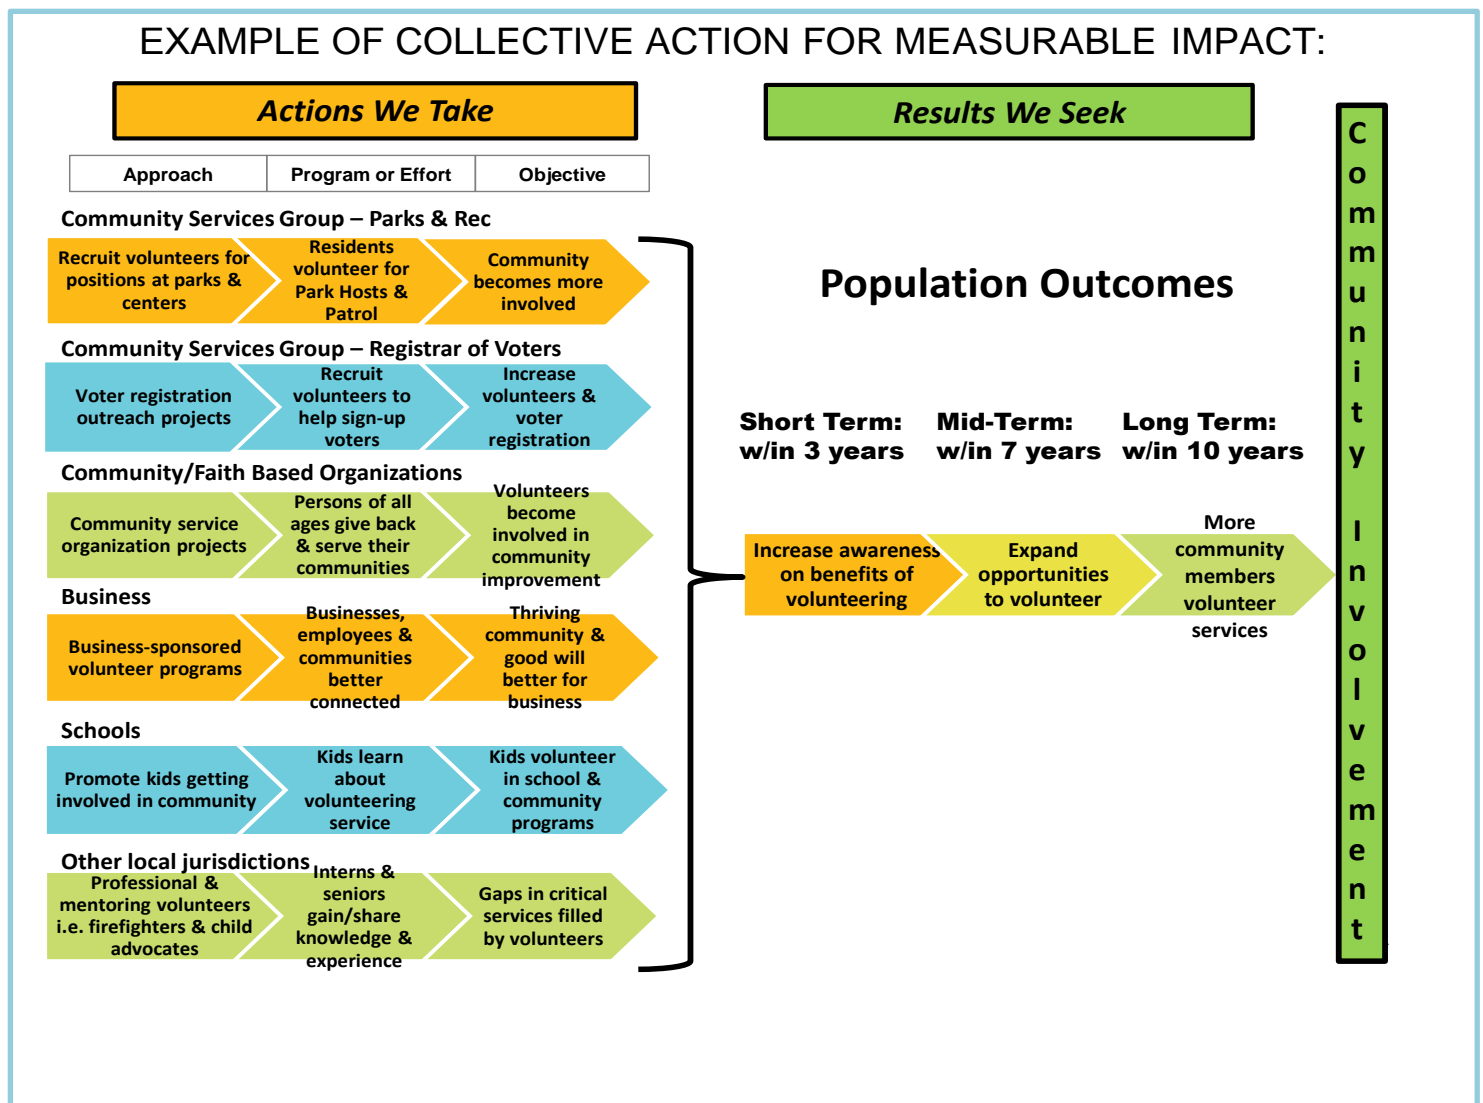 EXAMPLE OF COLLECTIVE ACTION FOR MEASURABLE IMPACT:
Actions We Take
Approach
Program or Effort
Objective
Community Services Group – Parks & Rec
Recruit volunteers for
positions at parks &
centers
Residents
volunteer for
Park Hosts &
Patrol
Community
becomes more
involved
Community Services Group – Registrar of Voters
Voter registration
outreach projects
Recruit
volunteers to
help sign-up
voters
Increase
volunteers &
voter
registration
Community/Faith Based Organizations
Community service
organization projects
Persons of all
ages give back
& serve their
communities
Volunteers
become
involved in
community
improvement
Business
Business-sponsored
volunteer programs
Businesses,
employees &
communities
better
connected
Thriving
community &
good will
better for
business
Schools
Promote kids getting
involved in community
Kids learn
about
volunteering
service
Kids volunteer
in school &
community
programs
Other local jurisdictions
Professional &
mentoring volunteers
i.e. firefighters & child
advocates
Interns &
seniors
gain/share
knowledge &
experience
Gaps in critical
services filled
by volunteers
Results We Seek
Population Outcomes
Short Term:
w/in 3 years
Mid-Term:
w/in 7 years
Long Term:
w/in 10 years
Increase awareness
on benefits of
volunteering
Expand
opportunities
to volunteer
More
community
members
volunteer
services
Community Involvement